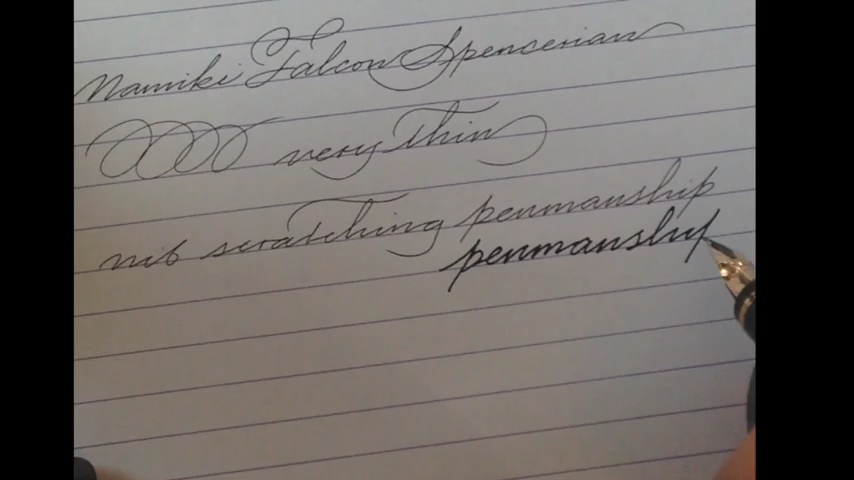 Namiki Falcon Spencerian
very thin
nib scratching penmanship
penmanship